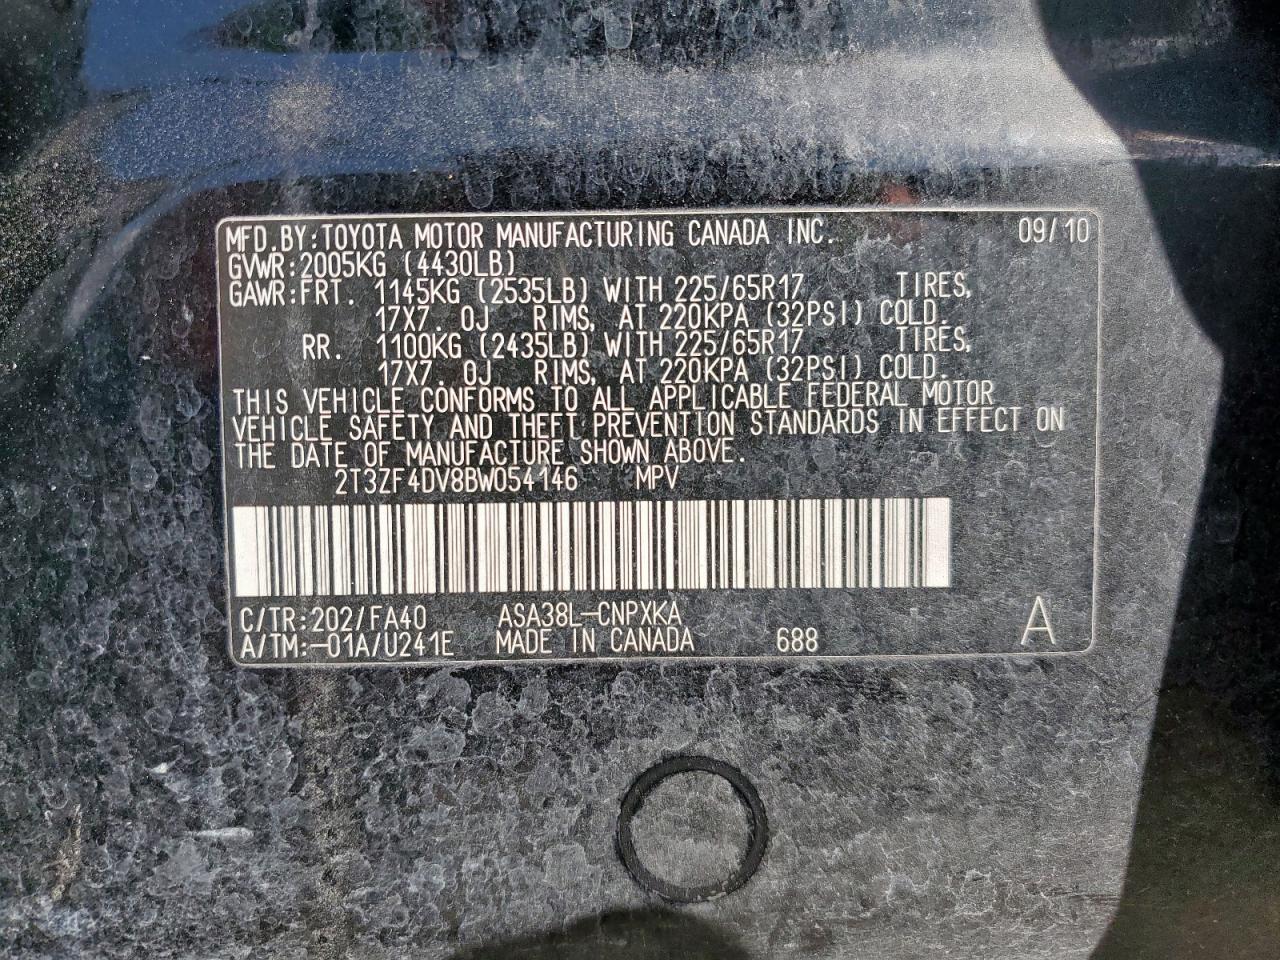 MFD.BY:TOYOTA MOTOR MANUFACTURING CANADA INC. 09/10
GVWR:2005KG (4430LB)
GAWR:FRT. 1145KG (2535LB) WITH 225/65R17 TIRES,
17X7.0J RIMS, AT 220KPA (32PSI) COLD.
RR. 1100KG (2435LB) WITH 225/65R17 TIRES,
17X7.0J RIMS, AT 220KPA (32PSI) COLD.
THIS VEHICLE CONFORMS TO ALL APPLICABLE FEDERAL MOTOR
VEHICLE SAFETY AND THEFT PREVENTION STANDARDS IN EFFECT ON
THE DATE OF MANUFACTURE SHOWN ABOVE.
2T3ZF4DV8BW054146 MPV
C/TR:202/FA40 ASA38L-CNPXKA
A/TM:-01A/U241E MADE IN CANADA 688 A